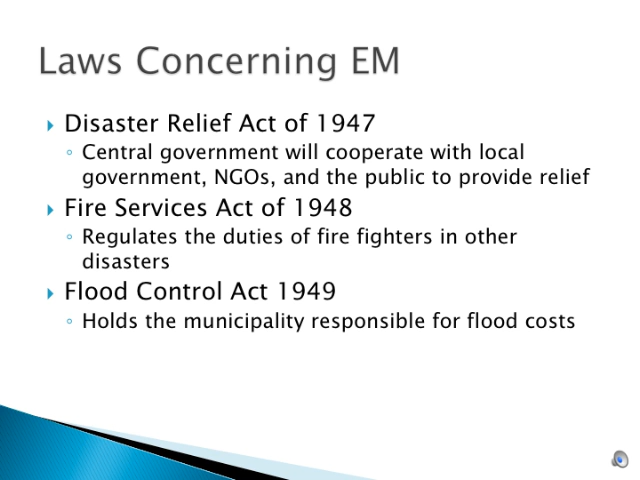 Laws Concerning EM
Disaster Relief Act of 1947
Central government will cooperate with local
government, NGOs, and the public to provide relief
Fire Services Act of 1948
Regulates the duties of fire fighters in other
disasters
Flood Control Act 1949
Holds the municipality responsible for flood costs